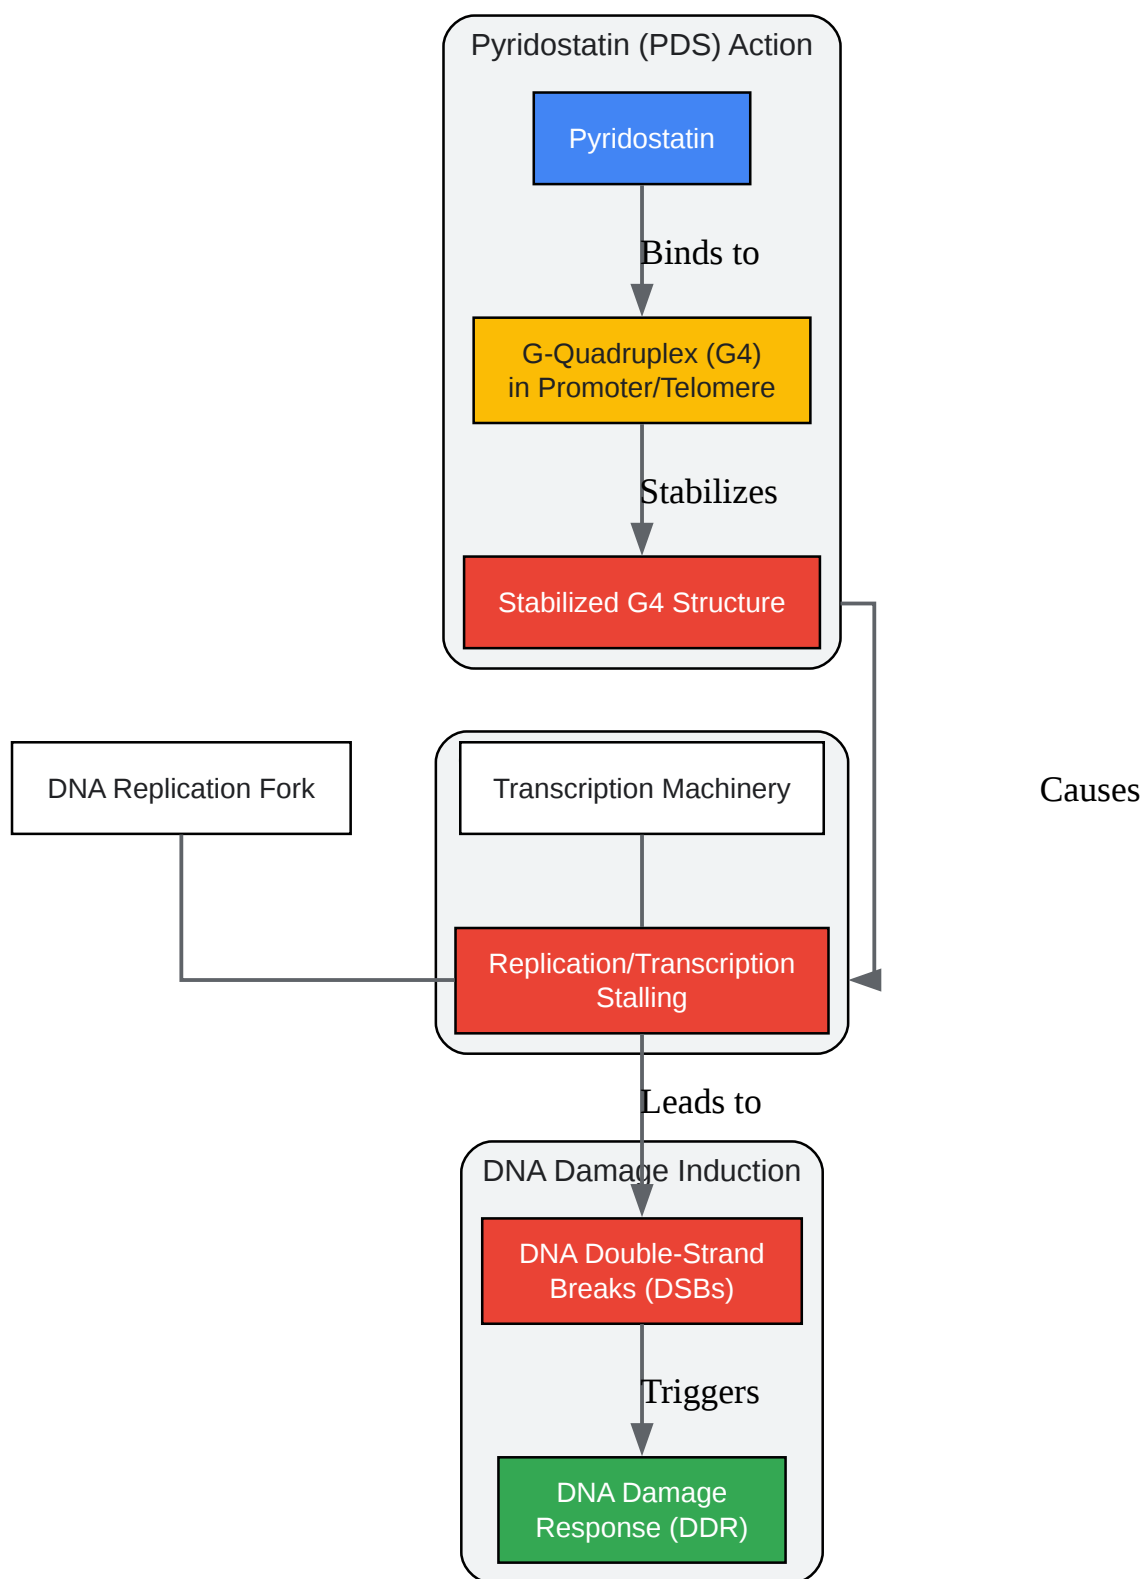 Pyridostatin (PDS) Action
Pyridostatin
Binds to
G-Quadruplex (G4)
in Promoter/Telomere
Stabilizes
Stabilized G4 Structure
DNA Replication Fork
Transcription Machinery
Causes
Replication/Transcription
Stalling
Leads to
DNA Damage Induction
DNA Double-Strand
Breaks (DSBs)
Triggers
DNA Damage
Response (DDR)